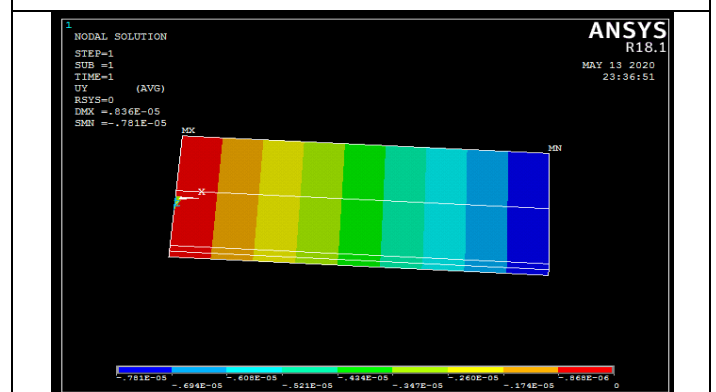 1
NODAL SOLUTION
STEP=1
SUB =1
TIME=1
UY (AVG)
RSYS=0
DMX =.836E-05
SMN =-.781E-05
ANSYS
R18.1
MAY 13 2020
23:36:51
MX
MN
X
-.781E-05 -.608E-05 -.434E-05 -.260E-05 -.868E-06
-.694E-05 -.521E-05 -.347E-05 -.174E-05 0